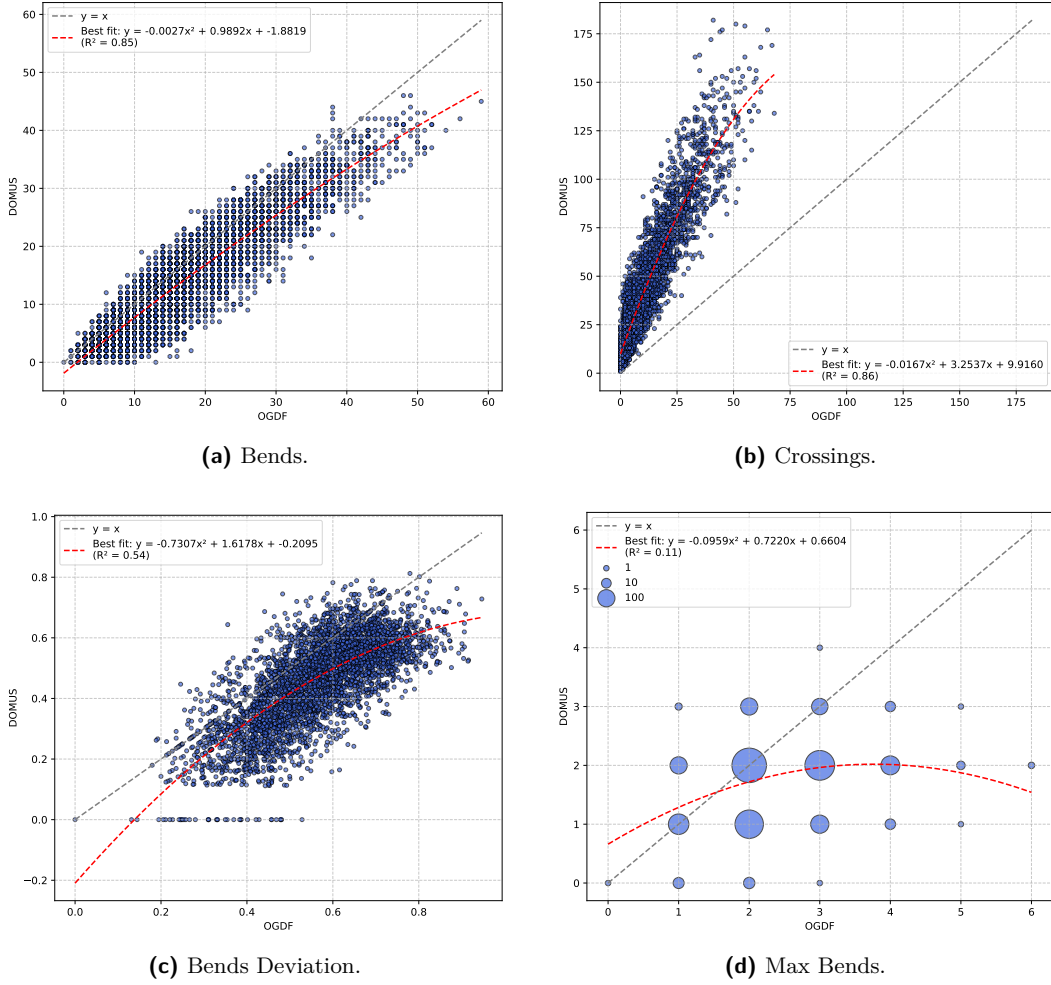 60
50
40
30
20
10
0
DOMUS
y = x
Best fit: y = -0.0027x² + 0.9892x + -1.8819
(R² = 0.85)
0 10 20 30 40 50 60
OGDF
(a) Bends.
175
150
125
100
75
50
25
0
DOMUS
y = x
Best fit: y = -0.0167x² + 3.2537x + 9.9160
(R² = 0.86)
0 25 50 75 100 125 150 175
OGDF
(b) Crossings.
1.0
0.8
0.6
0.4
0.2
0.0
−0.2
DOMUS
y = x
Best fit: y = -0.7307x² + 1.6178x + -0.2095
(R² = 0.54)
0.0 0.2 0.4 0.6 0.8
OGDF
(c) Bends Deviation.
6
5
4
3
2
1
0
DOMUS
y = x
Best fit: y = -0.0959x² + 0.7220x + 0.6604
(R² = 0.11)
1
10
100
0 1 2 3 4 5 6
OGDF
(d) Max Bends.